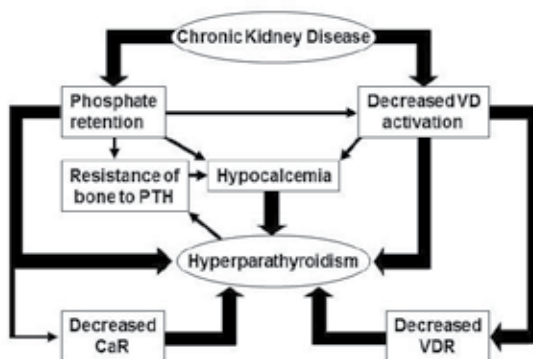 Chronic Kidney Disease
Phosphate
retention
Decreased VD
activation
Resistance of
bone to PTH
Hypocalcemia
Hyperparathyroidism
Decreased
CaR
Decreased
VDR